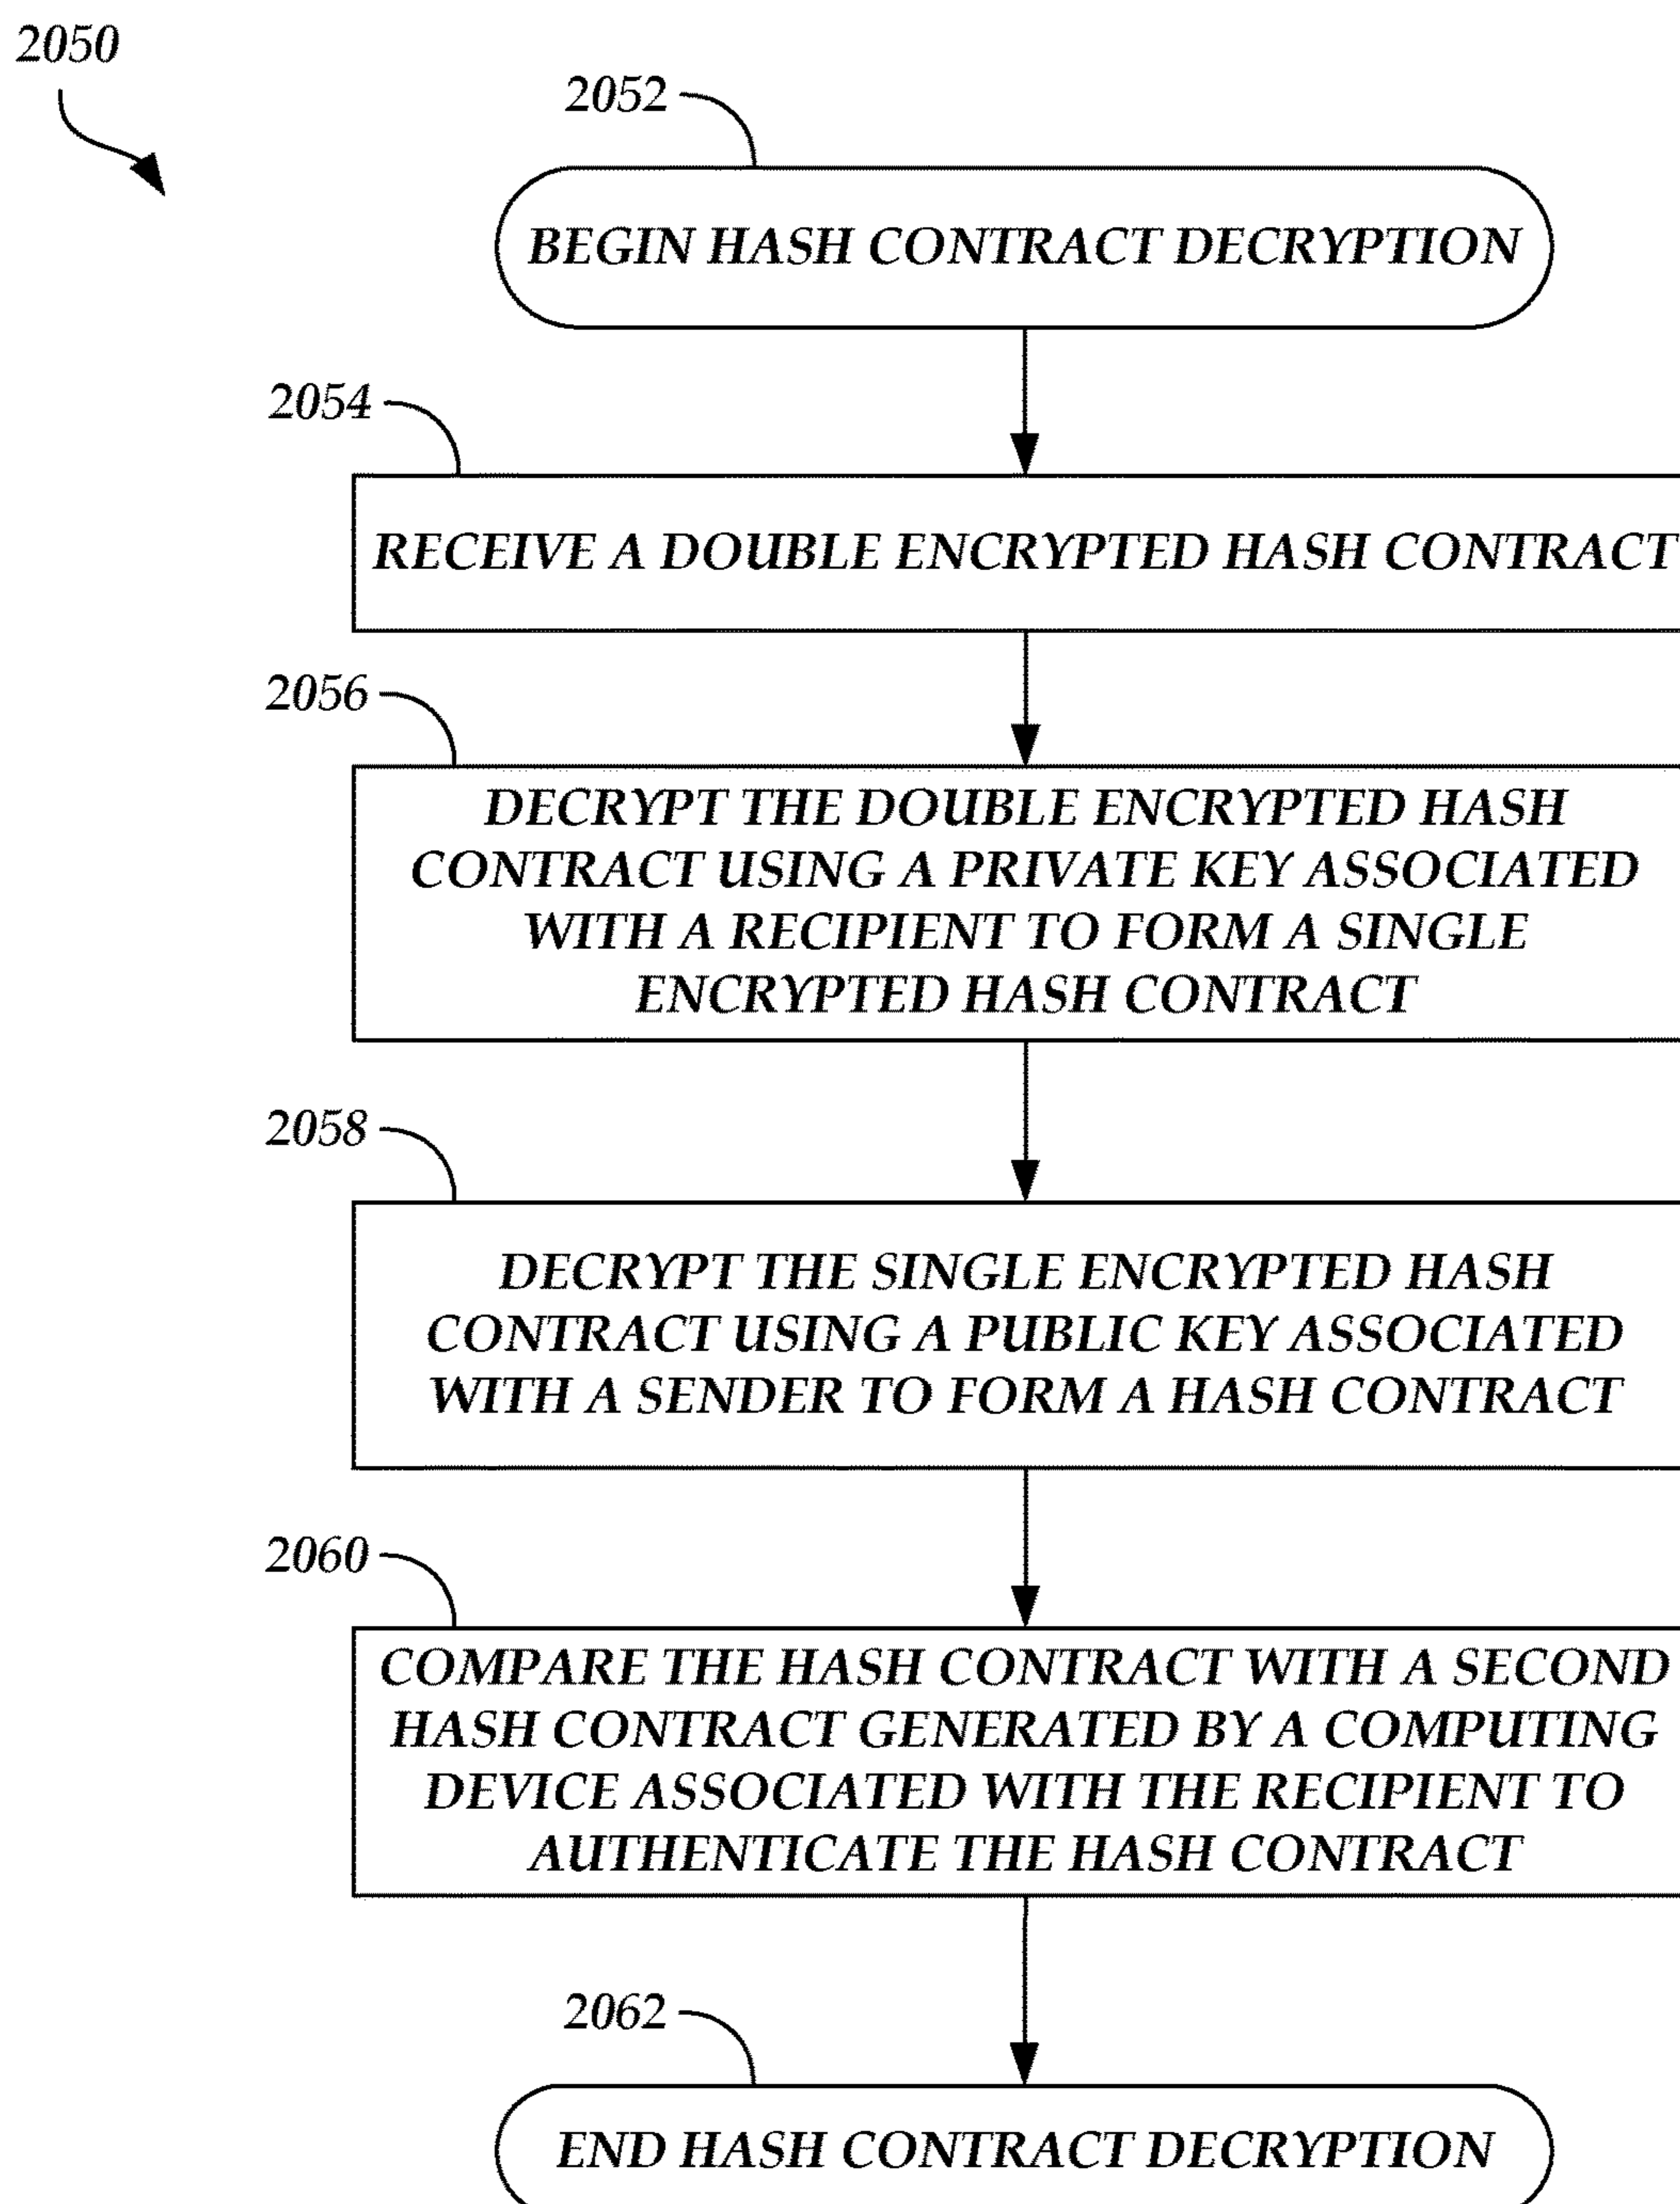 2050
2052
BEGIN HASH CONTRACT DECRYPTION
2054
RECEIVE A DOUBLE ENCRYPTED HASH CONTRACT
2056
DECRYPT THE DOUBLE ENCRYPTED HASH
CONTRACT USING A PRIVATE KEY ASSOCIATED
WITH A RECIPIENT TO FORM A SINGLE
ENCRYPTED HASH CONTRACT
2058
DECRYPT THE SINGLE ENCRYPTED HASH
CONTRACT USING A PUBLIC KEY ASSOCIATED
WITH A SENDER TO FORM A HASH CONTRACT
2060
COMPARE THE HASH CONTRACT WITH A SECOND
HASH CONTRACT GENERATED BY A COMPUTING
DEVICE ASSOCIATED WITH THE RECIPIENT TO
AUTHENTICATE THE HASH CONTRACT
2062
END HASH CONTRACT DECRYPTION